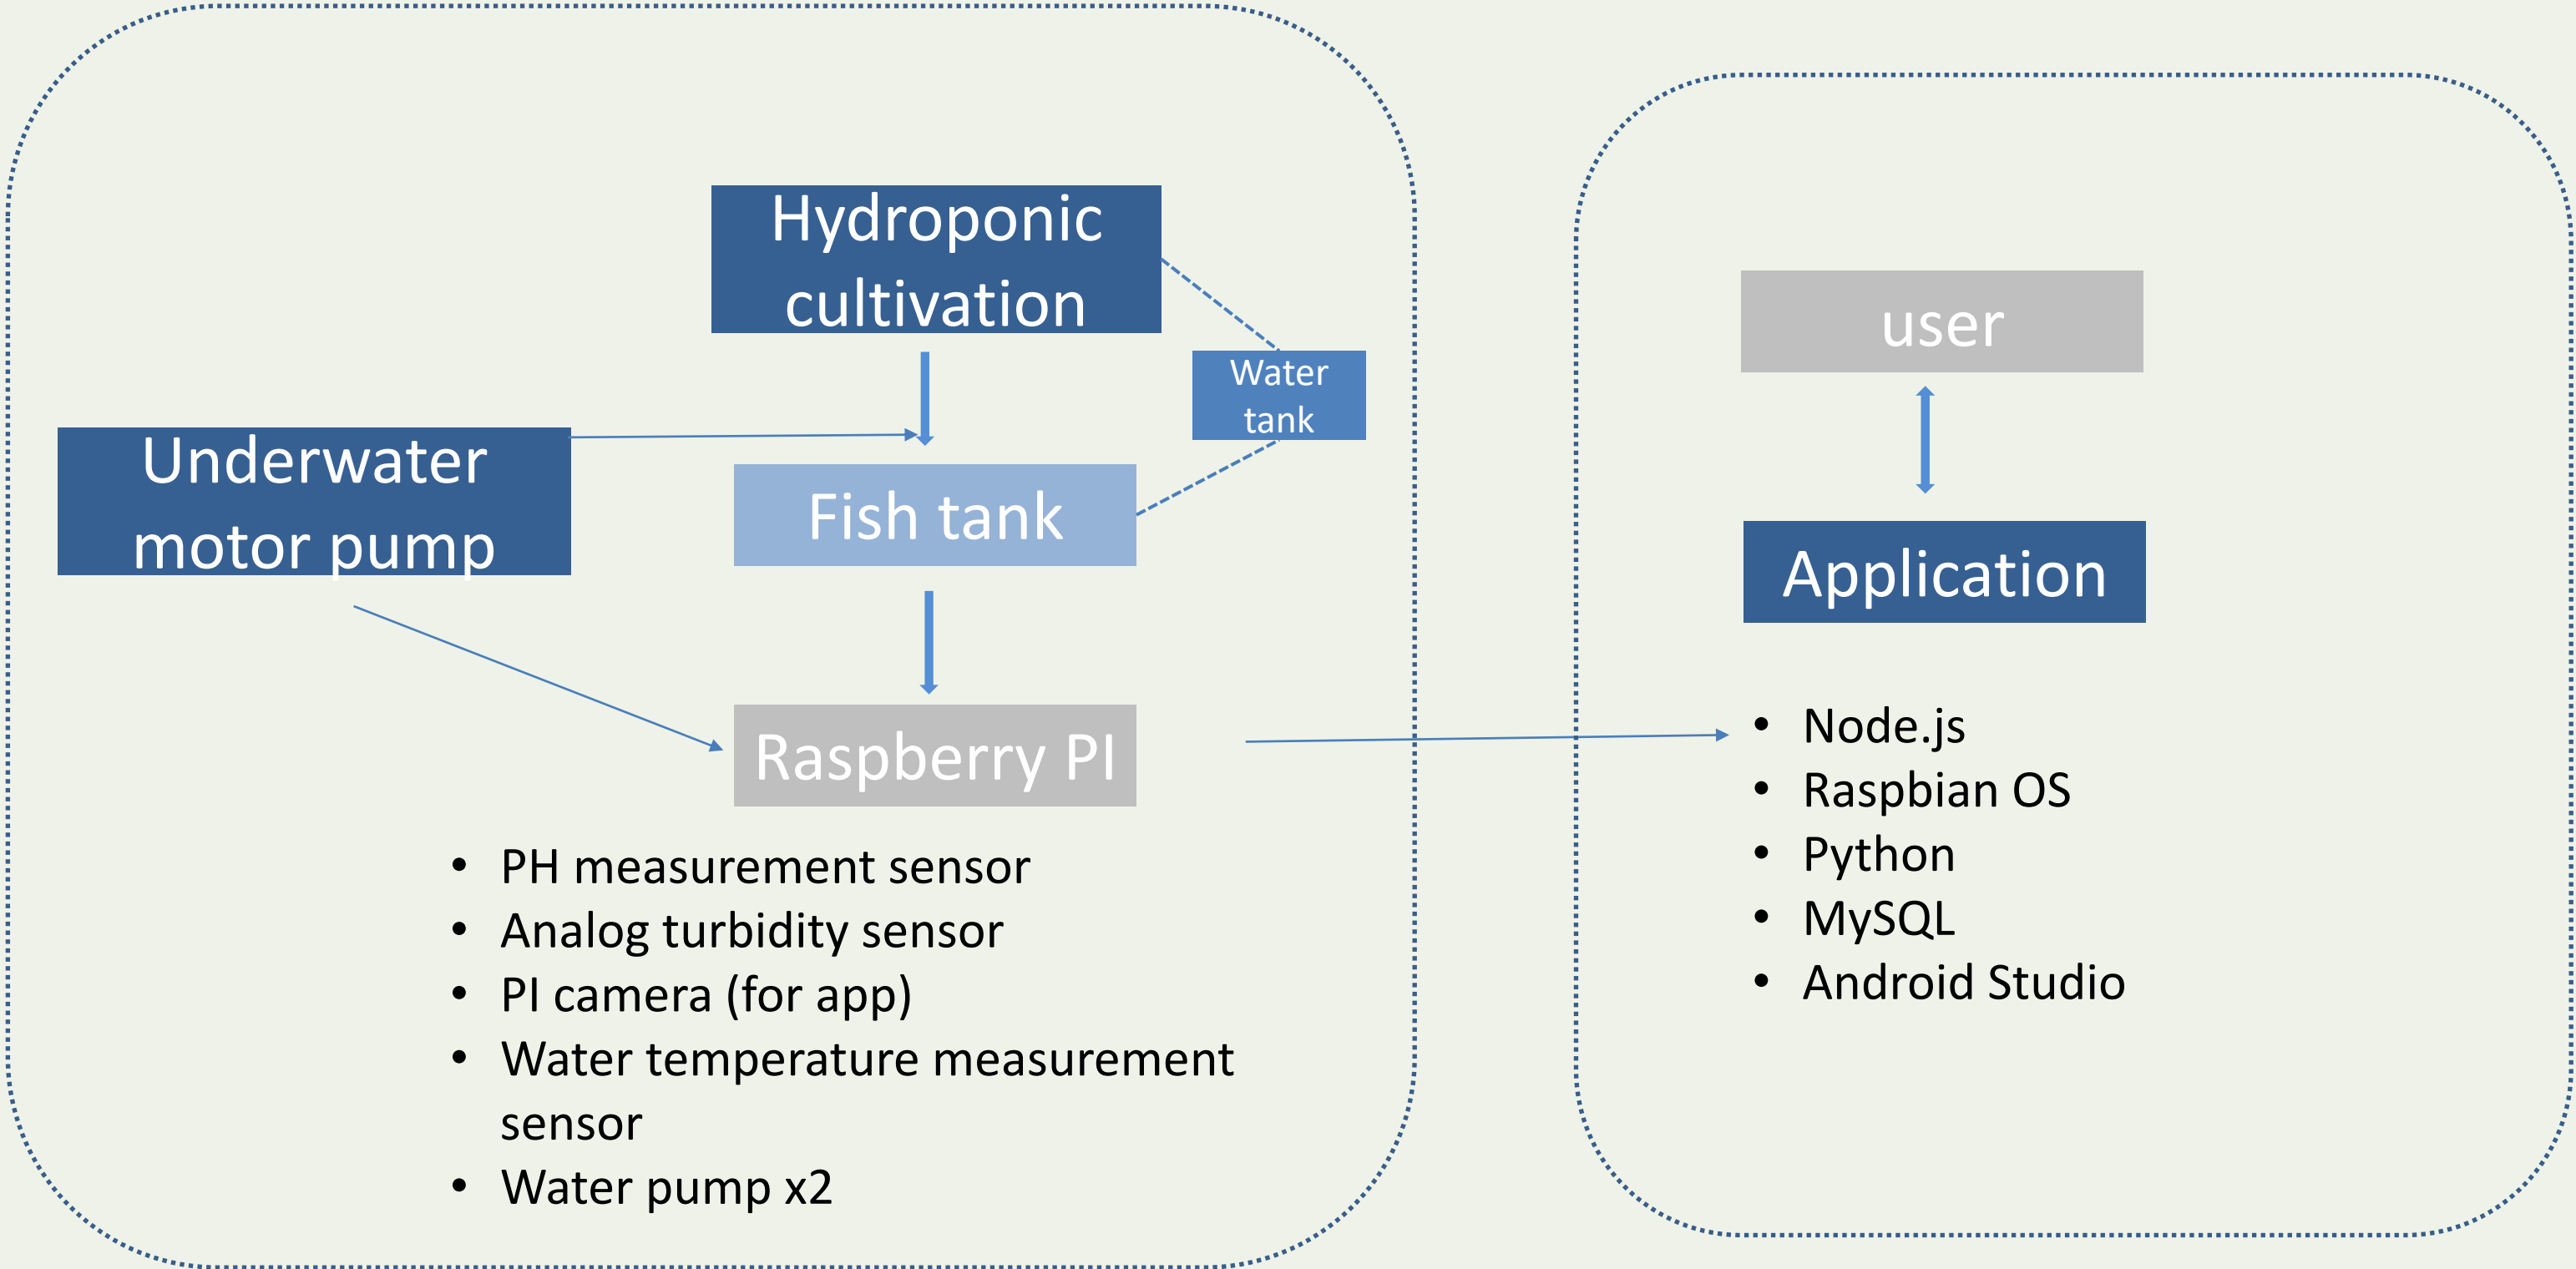 Hydroponic
cultivation
Water
tank
Underwater
motor pump
Fish tank
Raspberry PI
• PH measurement sensor
• Analog turbidity sensor
• PI camera (for app)
• Water temperature measurement
sensor
• Water pump x2
user
Application
• Node.js
• Raspbian OS
• Python
• MySQL
• Android Studio